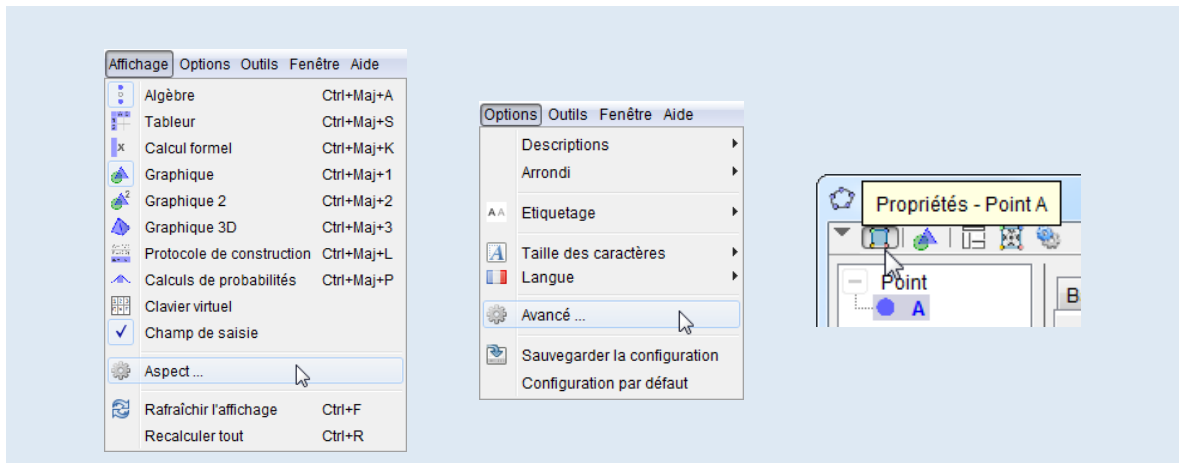 Affichage Options Outils Fenêtre Aide
Algèbre Ctrl+Maj+A
Tableur Ctrl+Maj+S
Calcul formel Ctrl+Maj+K
Graphique Ctrl+Maj+1
Graphique 2 Ctrl+Maj+2
Graphique 3D Ctrl+Maj+3
Protocole de construction Ctrl+Maj+L
Calculs de probabilités Ctrl+Maj+P
Clavier virtuel
Champ de saisie
Aspect ...
Rafraîchir l'affichage Ctrl+F
Recalculer tout Ctrl+R
Options Outils Fenêtre Aide
Descriptions
Arrondi
AA Etiquetage
A Taille des caractères
Langue
Avancé ...
Sauvegarder la configuration
Configuration par défaut
Propriétés - Point A
Point
A
B